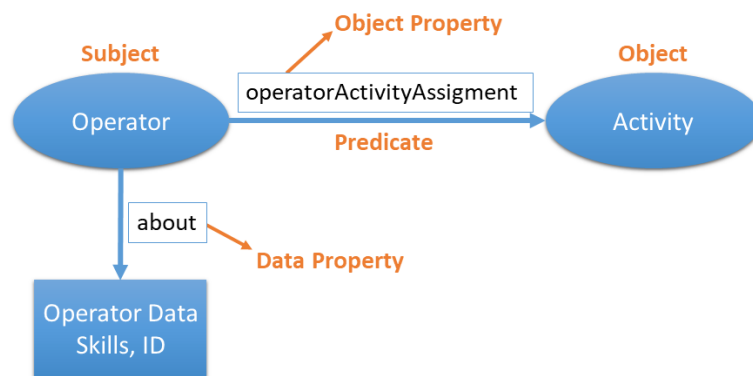 Object Property
Subject
Object
operatorActivityAssigment
Operator
Activity
Predicate
about
Data Property
Operator Data
Skills, ID